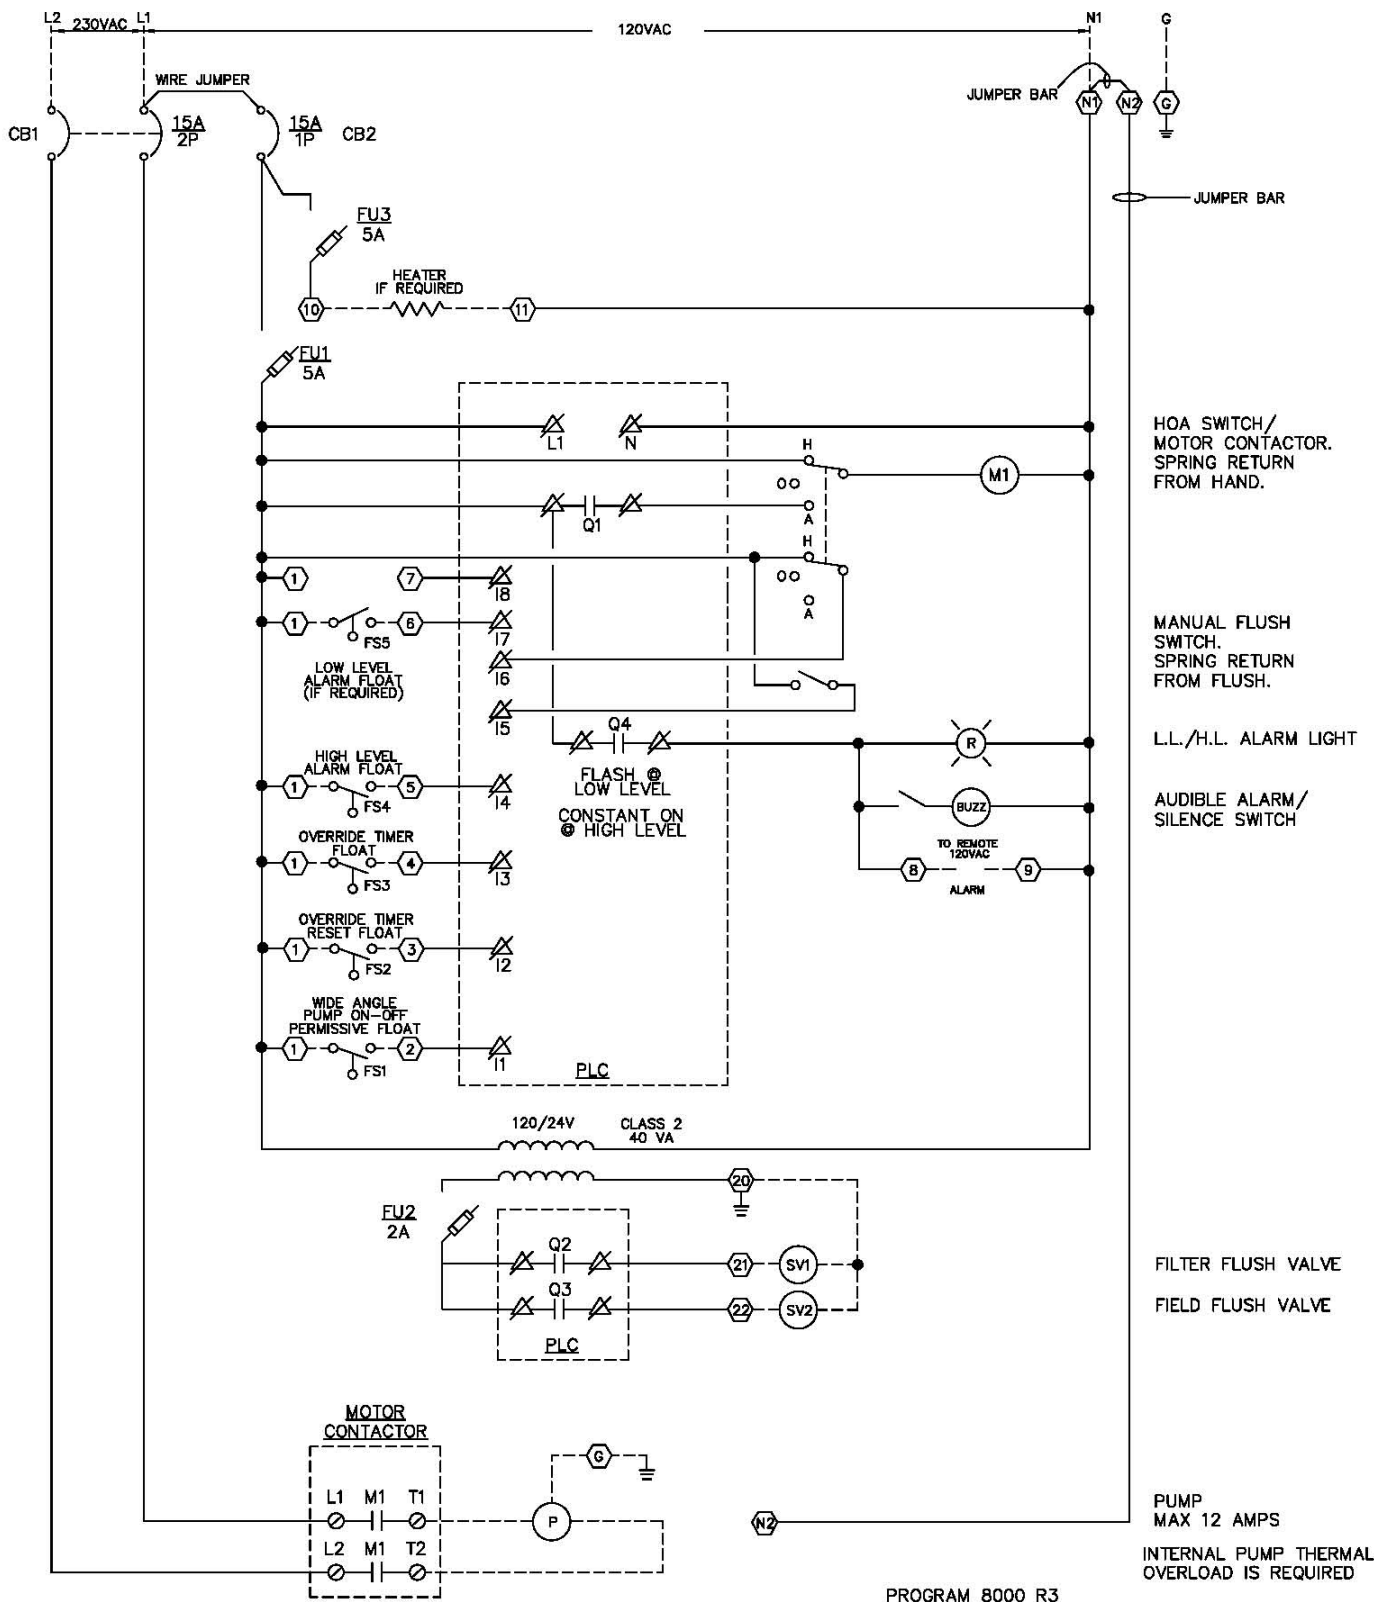 L2 230VAC L1 120VAC N1 G
WIRE JUMPER
JUMPER BAR N1 N2 G
CB1 15A 15A CB2
2P 1P
JUMPER BAR
FU3
5A
HEATER
IF REQUIRED
10 11
FU1
5A
L1 N
HOA SWITCH/
MOTOR CONTACTOR.
SPRING RETURN
FROM HAND.
H
OO M1
Q1 A
H
OO
A
1 7 I8
1 FS5 6 I7
LOW LEVEL
ALARM FLOAT
(IF REQUIRED)
I6
MANUAL FLUSH
SWITCH.
SPRING RETURN
FROM FLUSH.
I5
Q4 R L.L./H.L. ALARM LIGHT
FLASH @
LOW LEVEL
CONSTANT ON
@ HIGH LEVEL
HIGH LEVEL
ALARM FLOAT
1 FS4 5 I4
BUZZ
AUDIBLE ALARM/
SILENCE SWITCH
TO REMOTE
120VAC
8 9
ALARM
OVERRIDE TIMER
FLOAT
1 FS3 4 I3
OVERRIDE TIMER
RESET FLOAT
1 FS2 3 I2
WIDE ANGLE
PUMP ON-OFF
PERMISSIVE FLOAT
1 FS1 2 I1
PLC
120/24V CLASS 2
40 VA
20
FU2
2A
Q2 21 SV1 FILTER FLUSH VALVE
Q3 22 SV2 FIELD FLUSH VALVE
PLC
MOTOR
CONTACTOR
G
L1 M1 T1 P N2
L2 M1 T2
PUMP
MAX 12 AMPS
INTERNAL PUMP THERMAL
OVERLOAD IS REQUIRED
PROGRAM 8000 R3